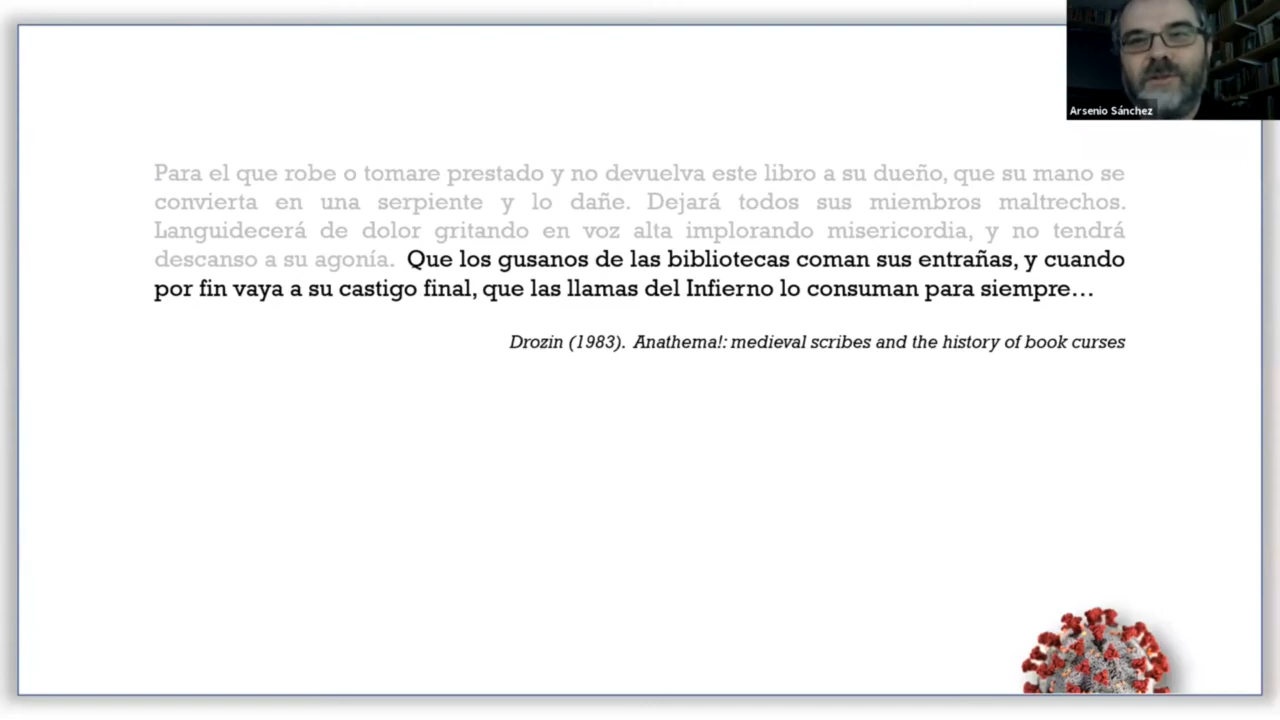 Arsenio Sánchez
Para el que robe o tomare prestado y no devuelva este libro a su dueño, que su mano se
convierta en una serpiente y lo dañe. Dejará todos sus miembros maltrechos.
Languidecerá de dolor gritando en voz alta implorando misericordia, y no tendrá
descanso a su agonía. Que los gusanos de las bibliotecas coman sus entrañas, y cuando
por fin vaya a su castigo final, que las llamas del Infierno lo consuman para siempre…
Drozin (1983). Anathema!: medieval scribes and the history of book curses